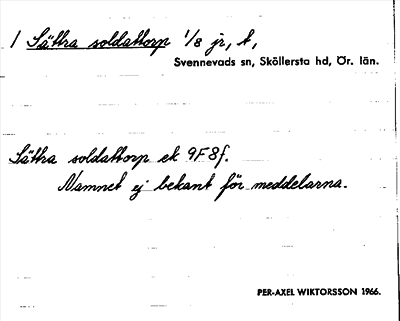 1 Sättra soldattorp 1/8 jr, t,
Svennevads sn, Sköllersta hd, Ör. län.
Sättra soldattorp ek 9F8f.
Namnet ej bekant för meddelarna.
PER-AXEL WIKTORSSON 1966.